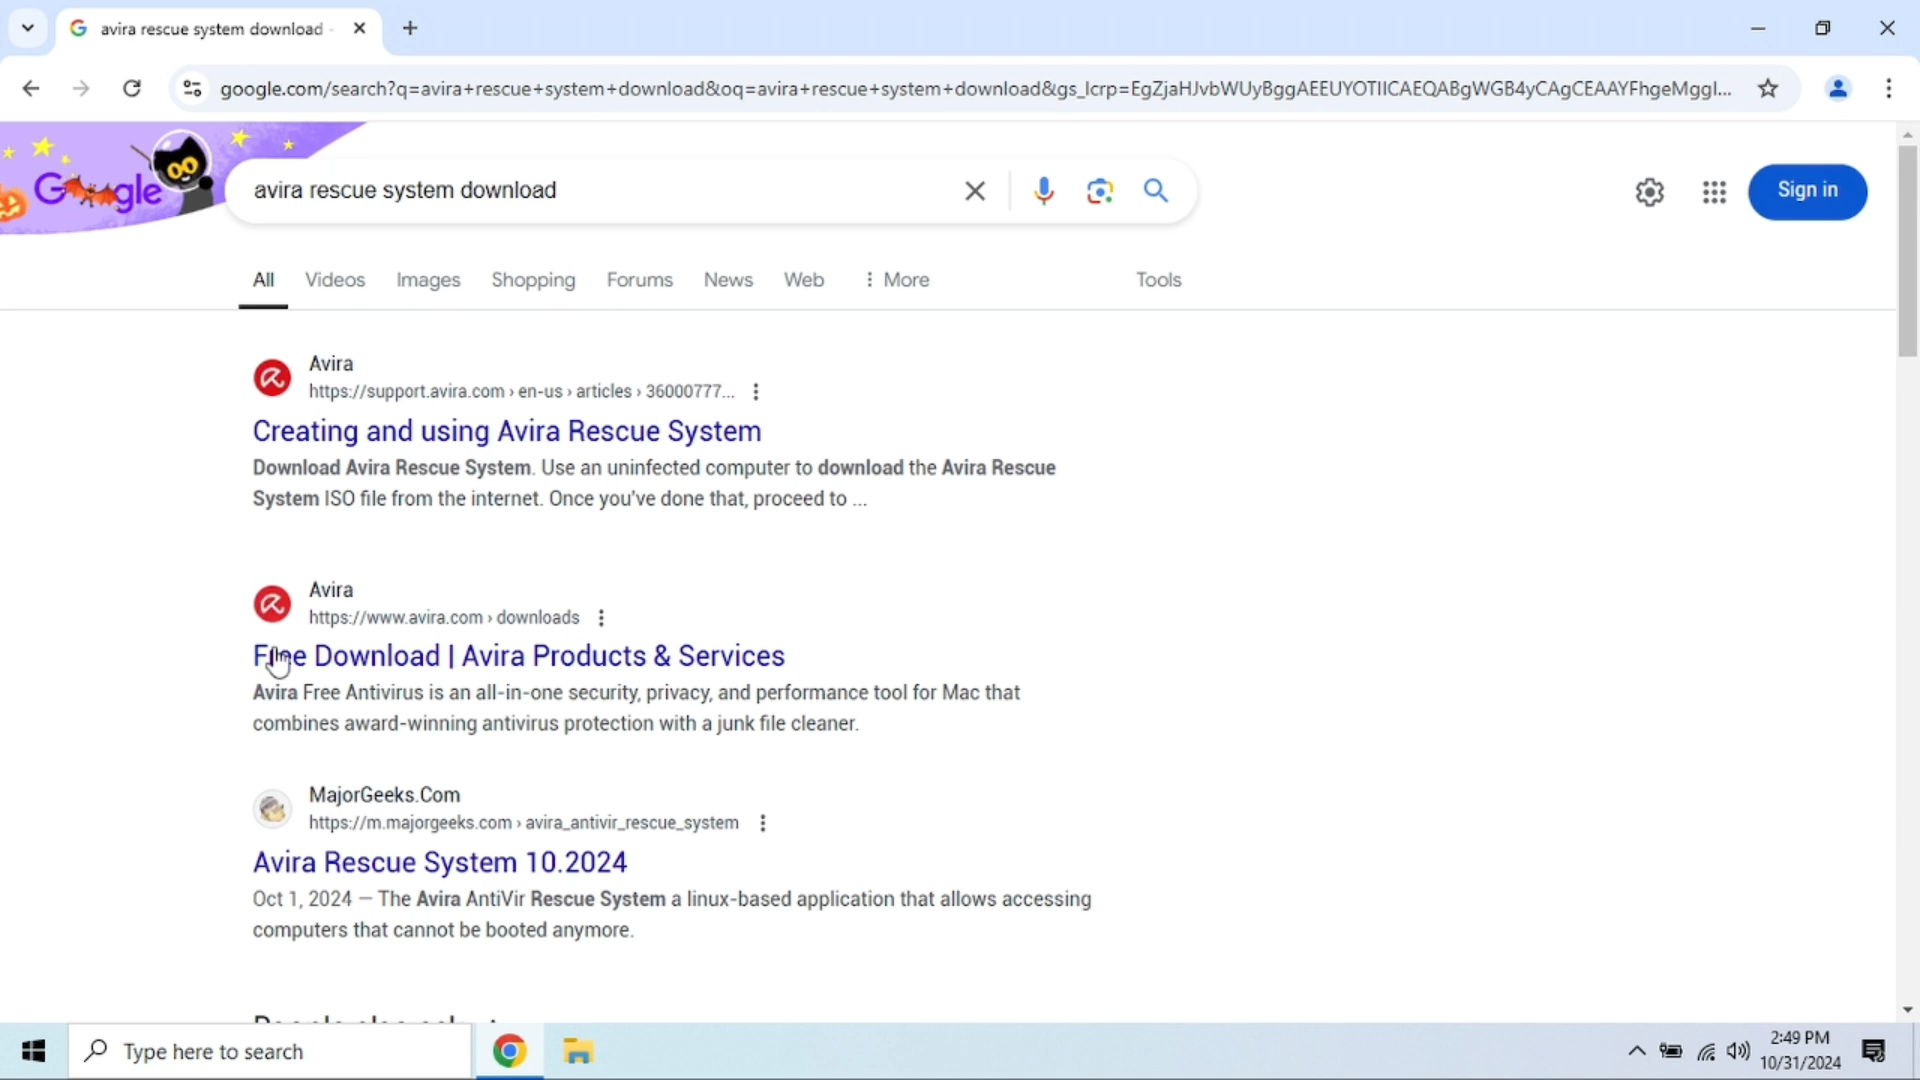 avira rescue system download -
google.com/search?q=avira+rescue+system+download&oq=avira+rescue+system+download&gs_lcrp=EgZjaHJvbWUyBggAEEUYOTIICAEQABgWGB4yCAgCEAAYFhgeMggI...
Google
avira rescue system download
Sign in
All Videos Images Shopping Forums News Web More Tools
Avira
https://support.avira.com › en-us › articles › 36000777...
Creating and using Avira Rescue System
Download Avira Rescue System. Use an uninfected computer to download the Avira Rescue
System ISO file from the internet. Once you've done that, proceed to ...
Avira
https://www.avira.com › downloads
Free Download | Avira Products & Services
Avira Free Antivirus is an all-in-one security, privacy, and performance tool for Mac that
combines award-winning antivirus protection with a junk file cleaner.
MajorGeeks.Com
https://m.majorgeeks.com › avira_antivir_rescue_system
Avira Rescue System 10.2024
Oct 1, 2024 — The Avira AntiVir Rescue System a linux-based application that allows accessing
computers that cannot be booted anymore.
Type here to search
2:49 PM
10/31/2024